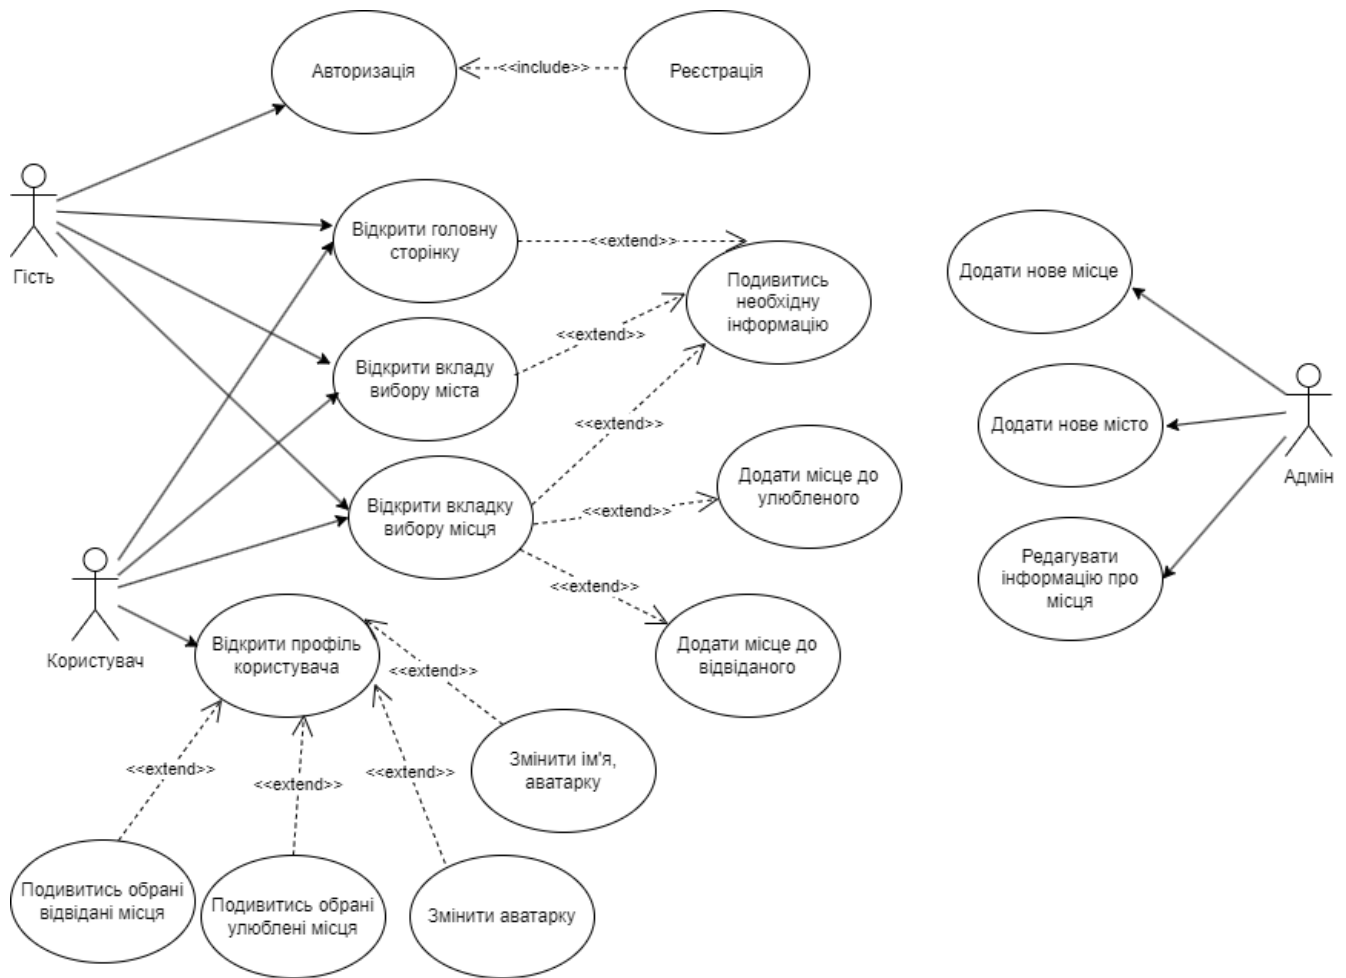 Авторизація
<<include>>
Реєстрація
Гість
Відкрити головну
сторінку
<<extend>>
Подивитись
необхідну
інформацію
Додати нове місце
<<extend>>
Відкрити вкладу
вибору міста
<<extend>>
Додати нове місто
Адмін
Відкрити вкладку
вибору місця
Додати місце до
улюбленого
<<extend>>
<<extend>>
Редагувати
інформацію про
місця
Користувач
Відкрити профіль
користувача
Додати місце до
відвіданого
<<extend>>
<<extend>>
<<extend>>
<<extend>>
Змінити ім'я,
аватарку
Подивитись обрані
відвідані місця
Подивитись обрані
улюблені місця
Змінити аватарку